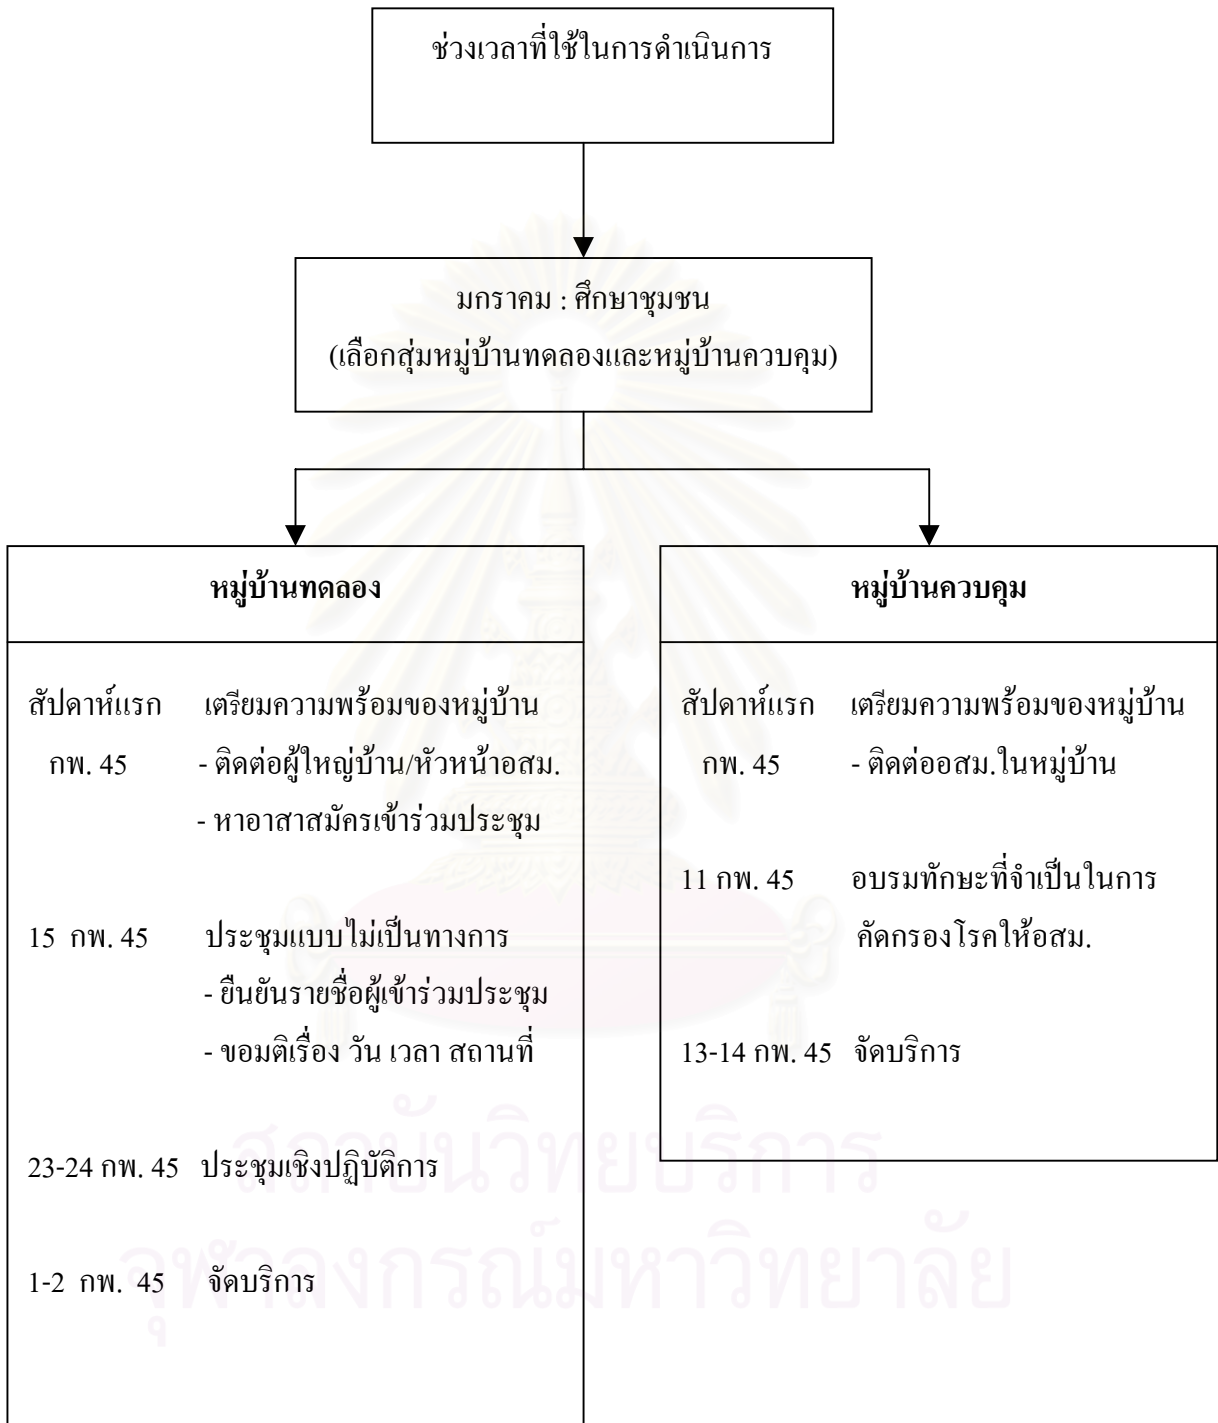 ช่วงเวลาที่ใช้ในการดำเนินการ
มกราคม : ศึกษาชุมชน
(เลือกสุ่มหมู่บ้านทดลองและหมู่บ้านควบคุม)
หมู่บ้านทดลอง
สัปดาห์แรก เตรียมความพร้อมของหมู่บ้าน
กพ. 45 - ติดต่อผู้ใหญ่บ้าน/หัวหน้าอสม.
- หาอาสาสมัครเข้าร่วมประชุม
15 กพ. 45 ประชุมแบบไม่เป็นทางการ
- ยืนยันรายชื่อผู้เข้าร่วมประชุม
- ขอมติเรื่อง วัน เวลา สถานที่
23-24 กพ. 45 ประชุมเชิงปฏิบัติการ
1-2 กพ. 45 จัดบริการ
หมู่บ้านควบคุม
สัปดาห์แรก เตรียมความพร้อมของหมู่บ้าน
กพ. 45 - ติดต่ออสม.ในหมู่บ้าน
11 กพ. 45 อบรมทักษะที่จำเป็นในการ
คัดกรองโรคให้อสม.
13-14 กพ. 45 จัดบริการ
สถาบันวิทยบริการ
จุฬาลงกรณ์มหาวิทยาลัย